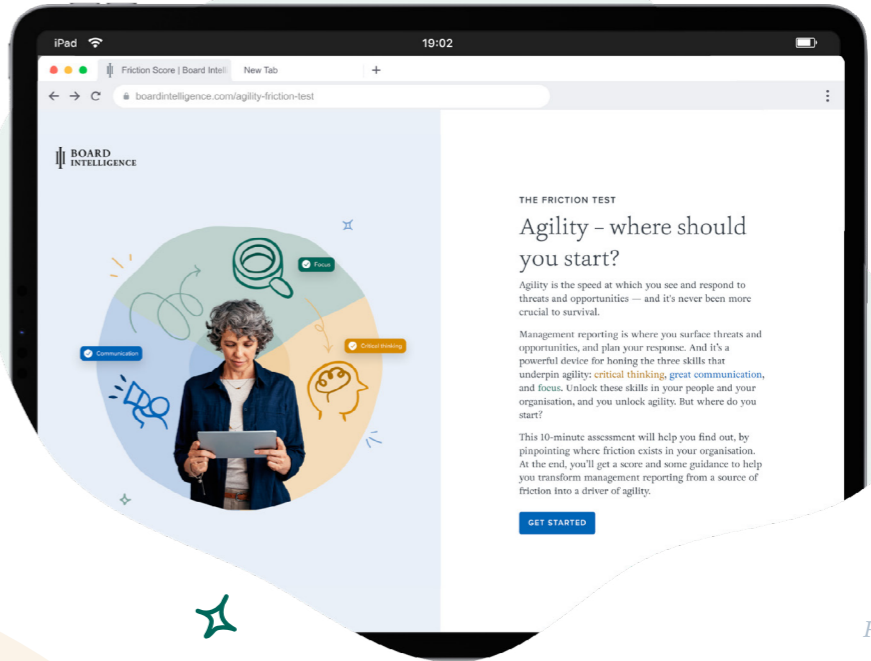 iPad
19:02
Friction Score | Board Intelli
New Tab
boardintelligence.com/agility-friction-test
BOARD
INTELLIGENCE
Focus
Critical thinking
Communication
THE FRICTION TEST
Agility – where should
you start?
Agility is the speed at which you see and respond to
threats and opportunities — and it's never been more
crucial to survival.
Management reporting is where you surface threats and
opportunities, and plan your response. And it's a
powerful device for honing the three skills that
underpin agility: critical thinking, great communication,
and focus. Unlock these skills in your people and your
organisation, and you unlock agility. But where do you
start?
This 10-minute assessment will help you find out, by
pinpointing where friction exists in your organisation.
At the end, you'll get a score and some guidance to help
you transform management reporting from a source of
friction into a driver of agility.
GET STARTED